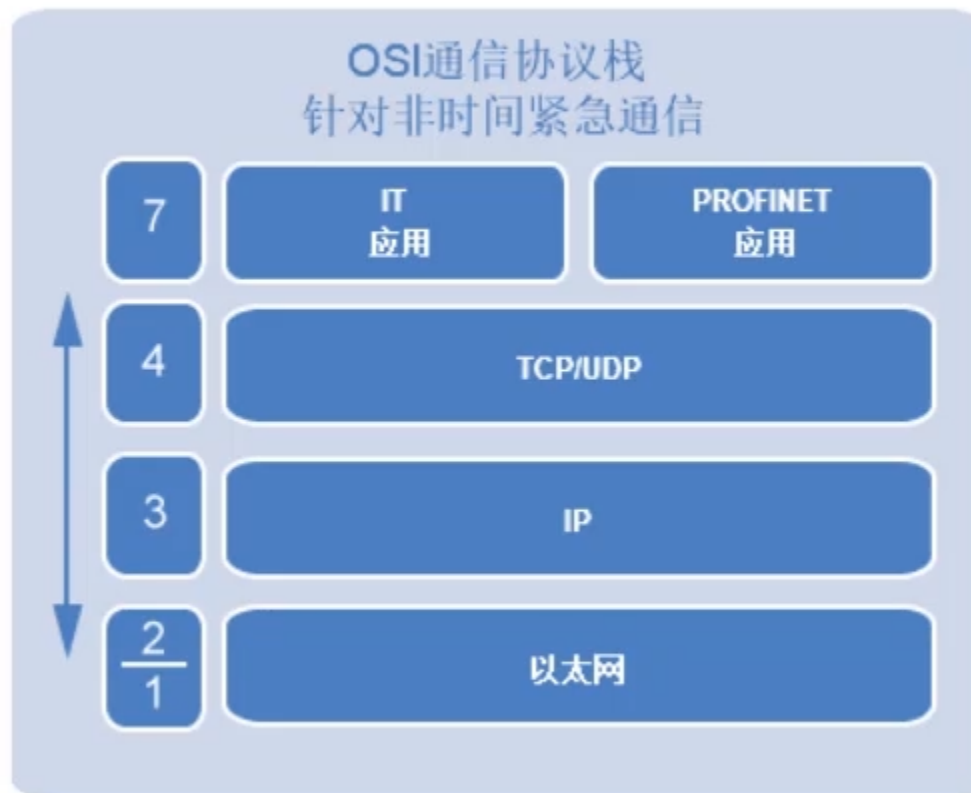 OSI通信协议栈
针对非时间紧急通信
7
IT
应用
PROFINET
应用
4
TCP/UDP
3
IP
2
1
以太网